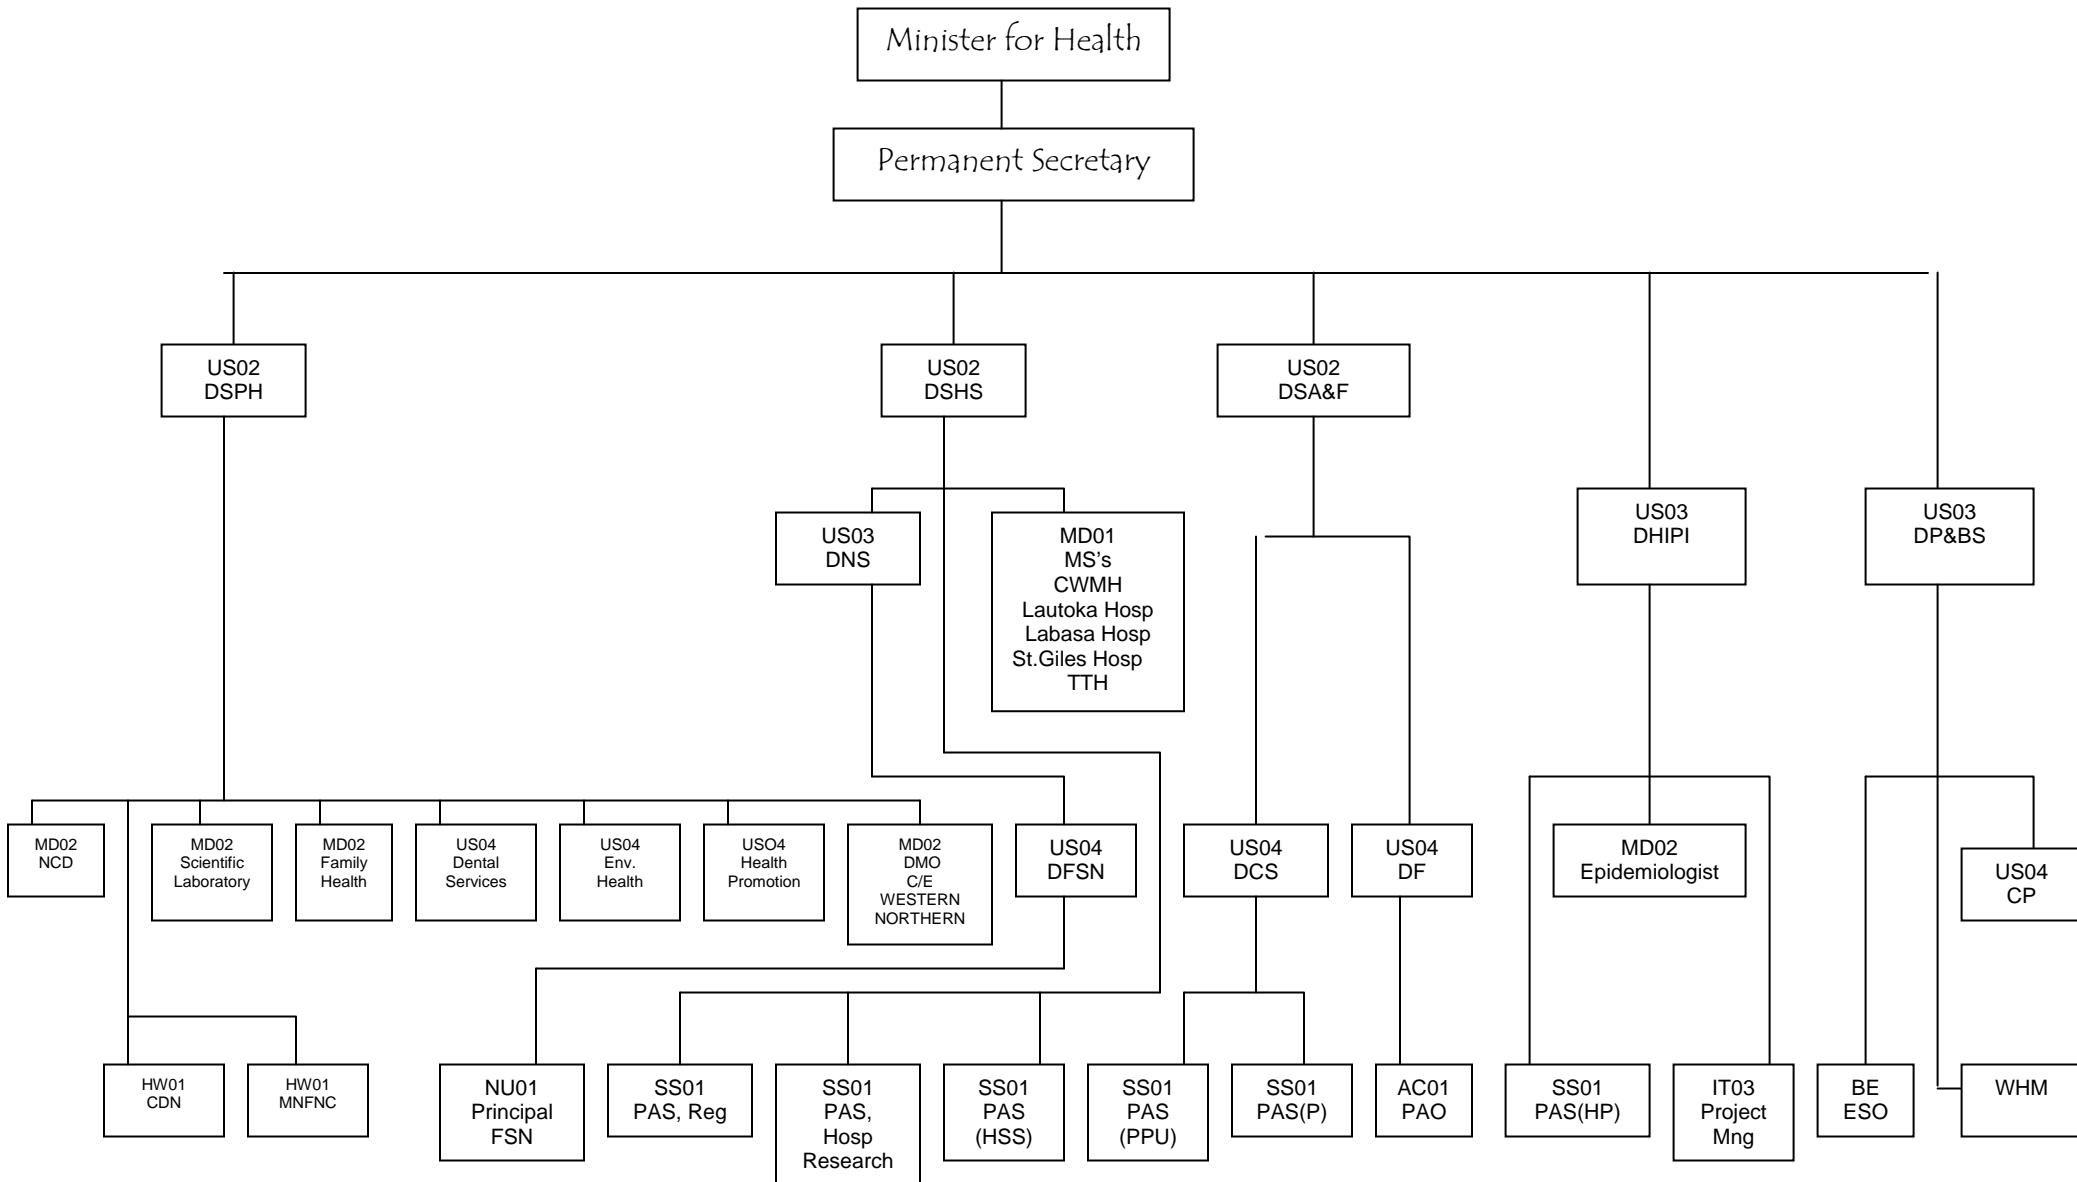 Minister for Health
Permanent Secretary
US02
DSPH
US02
DSHS
US02
DSA&F
US03
DHIPI
US03
DP&BS
US03
DNS
MD01
MS’s
CWMH
Lautoka Hosp
Labasa Hosp
St.Giles Hosp
TTH
MD02
NCD
MD02
Scientific
Laboratory
MD02
Family
Health
US04
Dental
Services
US04
Env.
Health
USO4
Health
Promotion
MD02
DMO
C/E
WESTERN
NORTHERN
US04
DFSN
US04
DCS
US04
DF
MD02
Epidemiologist
US04
CP
HW01
CDN
HW01
MNFNC
NU01
Principal
FSN
SS01
PAS, Reg
SS01
PAS,
Hosp
Research
SS01
PAS
(HSS)
SS01
PAS
(PPU)
SS01
PAS(P)
AC01
PAO
SS01
PAS(HP)
IT03
Project
Mng
BE
ESO
WHM